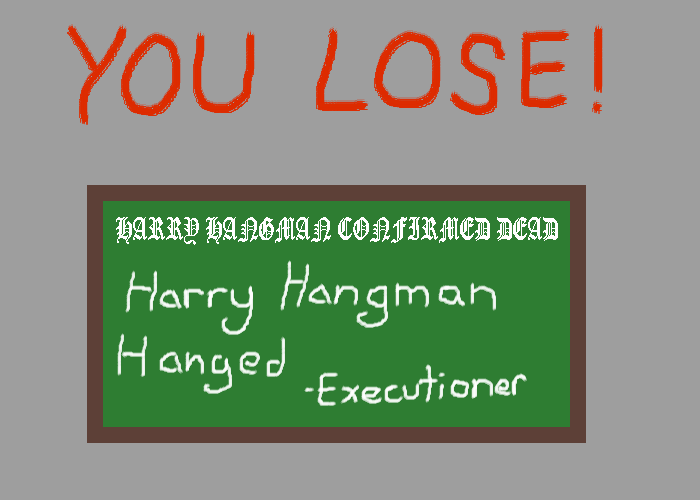 YOU LOSE!
HARRY HANGMAN CONFIRMED DEAD
Harry Hangman
Hanged
-Executioner